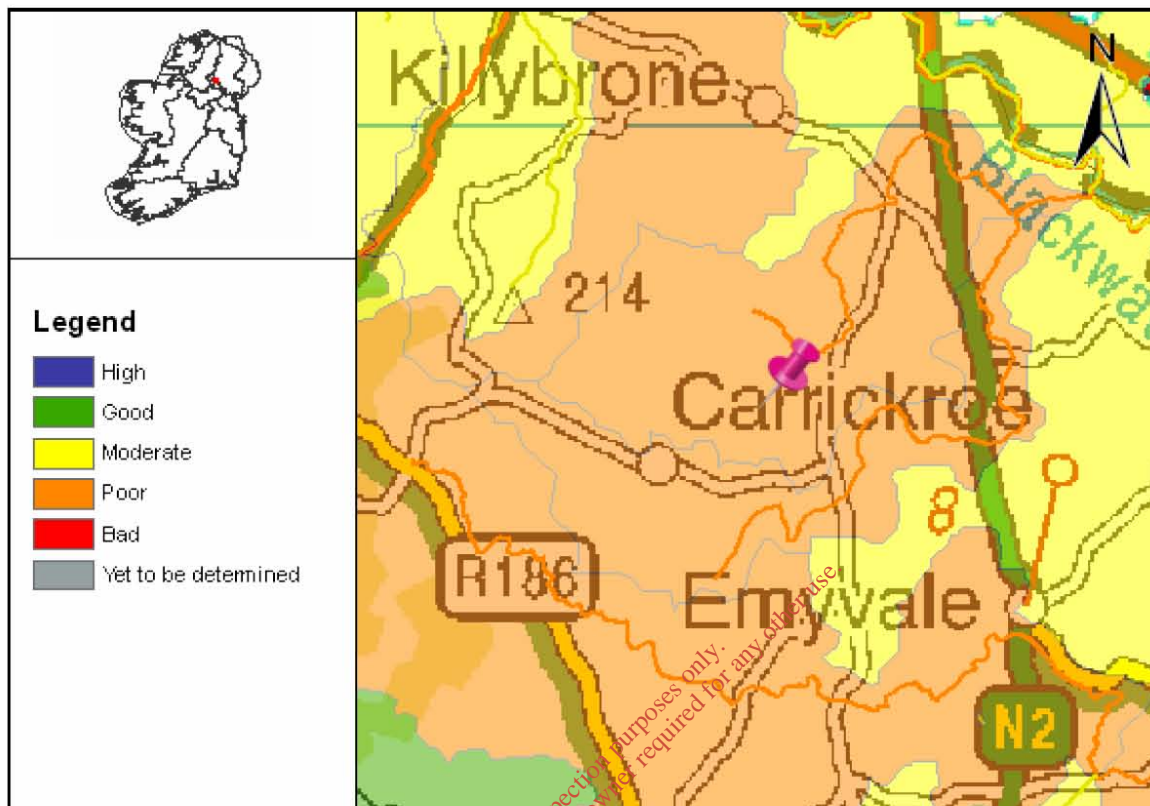 Legend
High
Good
Moderate
Poor
Bad
Yet to be determined
N
Killybrone
214
Carrickroe
8
R186
Emyvale
N2
purposes only.
required for any other use